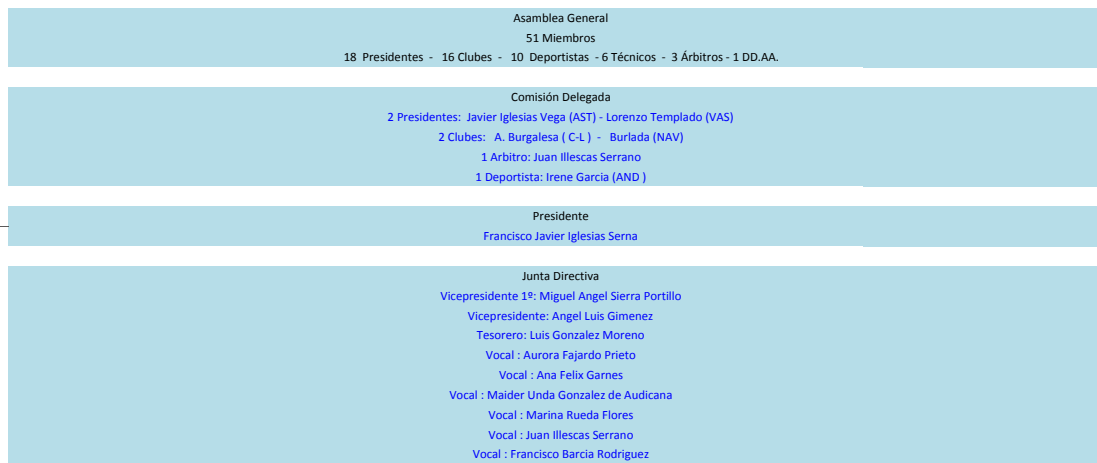 Asamblea General
51 Miembros
18 Presidentes - 16 Clubes - 10 Deportistas - 6 Técnicos - 3 Árbitros - 1 DD.AA.
Comisión Delegada
2 Presidentes: Javier Iglesias Vega (AST) - Lorenzo Templado (VAS)
2 Clubes: A. Burgalesa ( C-L ) - Burlada (NAV)
1 Arbitro: Juan Illescas Serrano
1 Deportista: Irene Garcia (AND )
Presidente
Francisco Javier Iglesias Serna
Junta Directiva
Vicepresidente 1º: Miguel Angel Sierra Portillo
Vicepresidente: Angel Luis Gimenez
Tesorero: Luis Gonzalez Moreno
Vocal : Aurora Fajardo Prieto
Vocal : Ana Felix Garnes
Vocal : Maider Unda Gonzalez de Audicana
Vocal : Marina Rueda Flores
Vocal : Juan Illescas Serrano
Vocal : Francisco Barcia Rodriguez